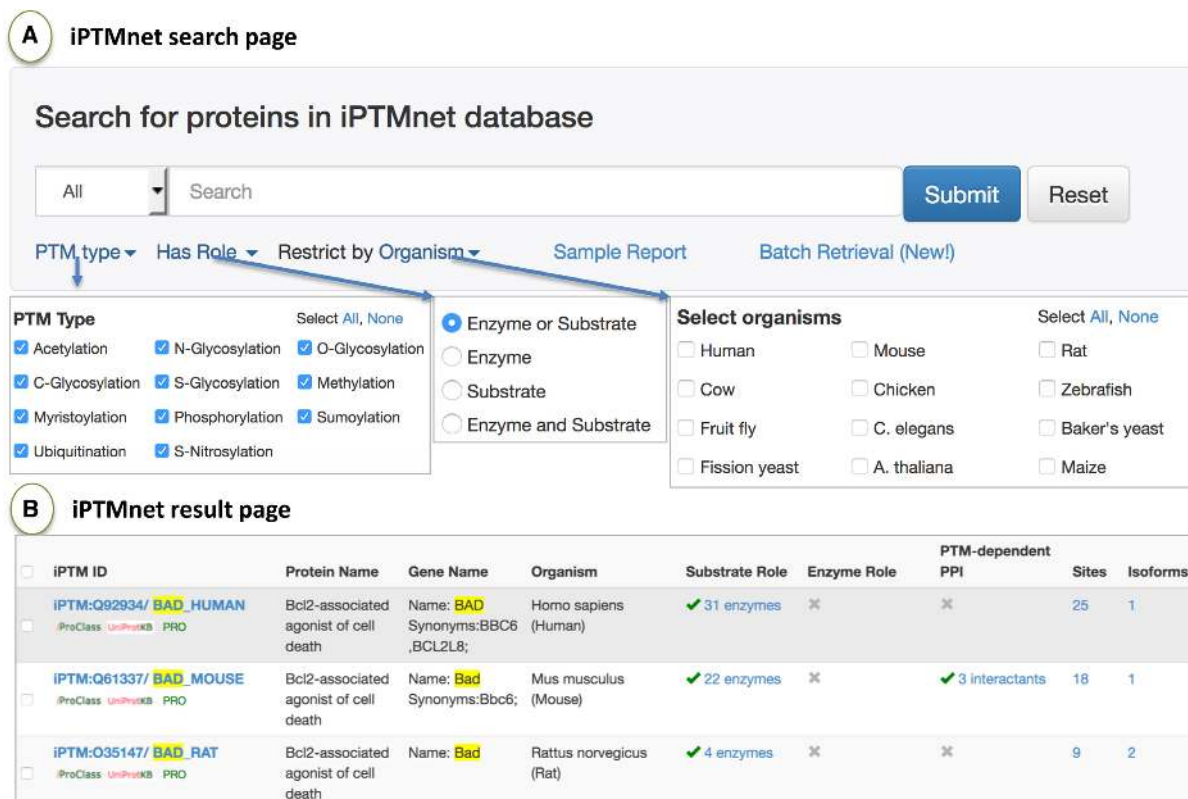 A iPTMnet search page
Search for proteins in iPTMnet database
All Search Submit Reset
PTM type Has Role Restrict by Organism Sample Report Batch Retrieval (New!)
PTM Type Select All, None
Acetylation N-Glycosylation O-Glycosylation
C-Glycosylation S-Glycosylation Methylation
Myristoylation Phosphorylation Sumoylation
Ubiquitination S-Nitrosylation
Enzyme or Substrate
Enzyme
Substrate
Enzyme and Substrate
Select organisms Select All, None
Human Mouse Rat
Cow Chicken Zebrafish
Fruit fly C. elegans Baker's yeast
Fission yeast A. thaliana Maize
B iPTMnet result page
PTM-dependent
iPTM ID Protein Name Gene Name Organism Substrate Role Enzyme Role PPI Sites Isoforms
iPTM:Q92934/ BAD_HUMAN Bcl2-associated Name: BAD Homo sapiens 31 enzymes 25 1
iProClass UniProtKB PRO agonist of cell Synonyms:BBC6 (Human)
death ,BCL2L8;
iPTM:Q61337/ BAD_MOUSE Bcl2-associated Name: Bad Mus musculus 22 enzymes 3 interactants 18 1
iProClass UniProtKB PRO agonist of cell Synonyms:Bbc6; (Mouse)
death
iPTM:O35147/ BAD_RAT Bcl2-associated Name: Bad Rattus norvegicus 4 enzymes 9 2
iProClass UniProtKB PRO agonist of cell (Rat)
death